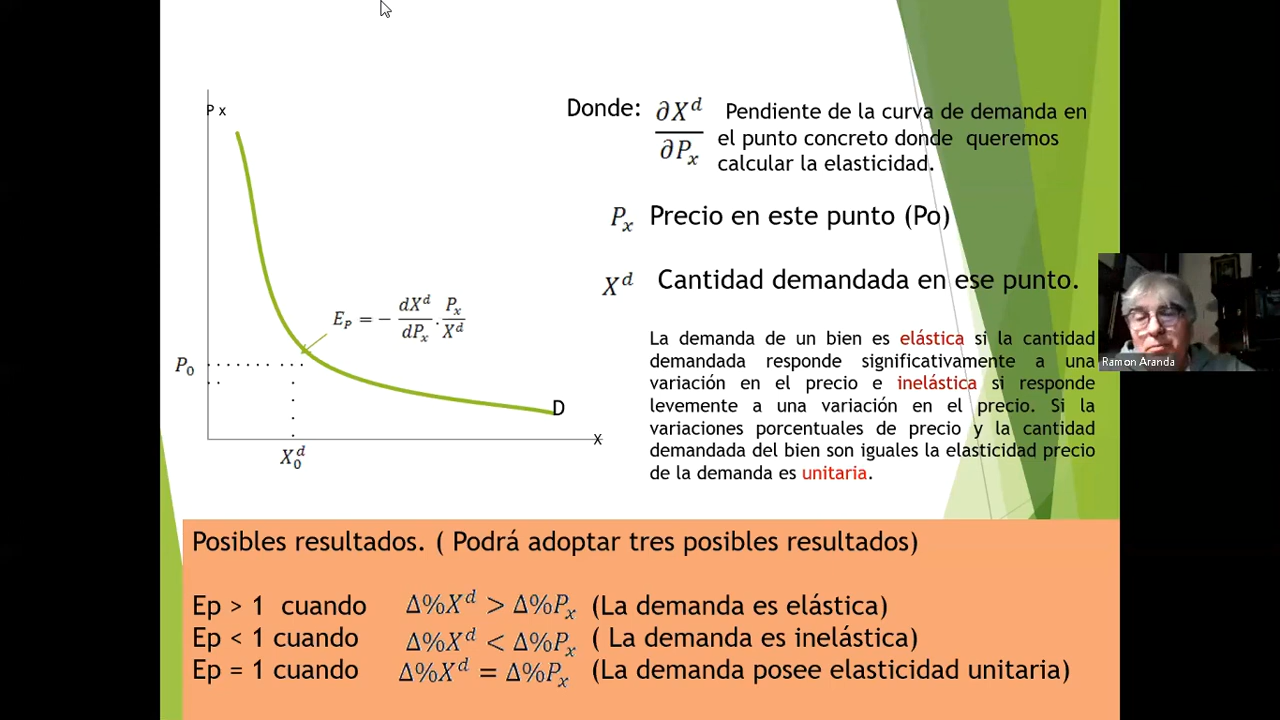 P x
Donde: ∂X^d / ∂P_x Pendiente de la curva de demanda en
el punto concreto donde queremos
calcular la elasticidad.
P_x Precio en este punto (Po)
X^d Cantidad demandada en ese punto.
E_P = − dX^d/dP_x . P_x/X^d
P_0
D
X
X_0^d
La demanda de un bien es elástica si la cantidad
demandada responde significativamente a una
variación en el precio e inelástica si responde
levemente a una variación en el precio. Si la
variaciones porcentuales de precio y la cantidad
demandada del bien son iguales la elasticidad precio
de la demanda es unitaria.
Ramon Aranda
Posibles resultados. ( Podrá adoptar tres posibles resultados)
Ep > 1 cuando Δ%X^d > Δ%P_x (La demanda es elástica)
Ep < 1 cuando Δ%X^d < Δ%P_x ( La demanda es inelástica)
Ep = 1 cuando Δ%X^d = Δ%P_x (La demanda posee elasticidad unitaria)